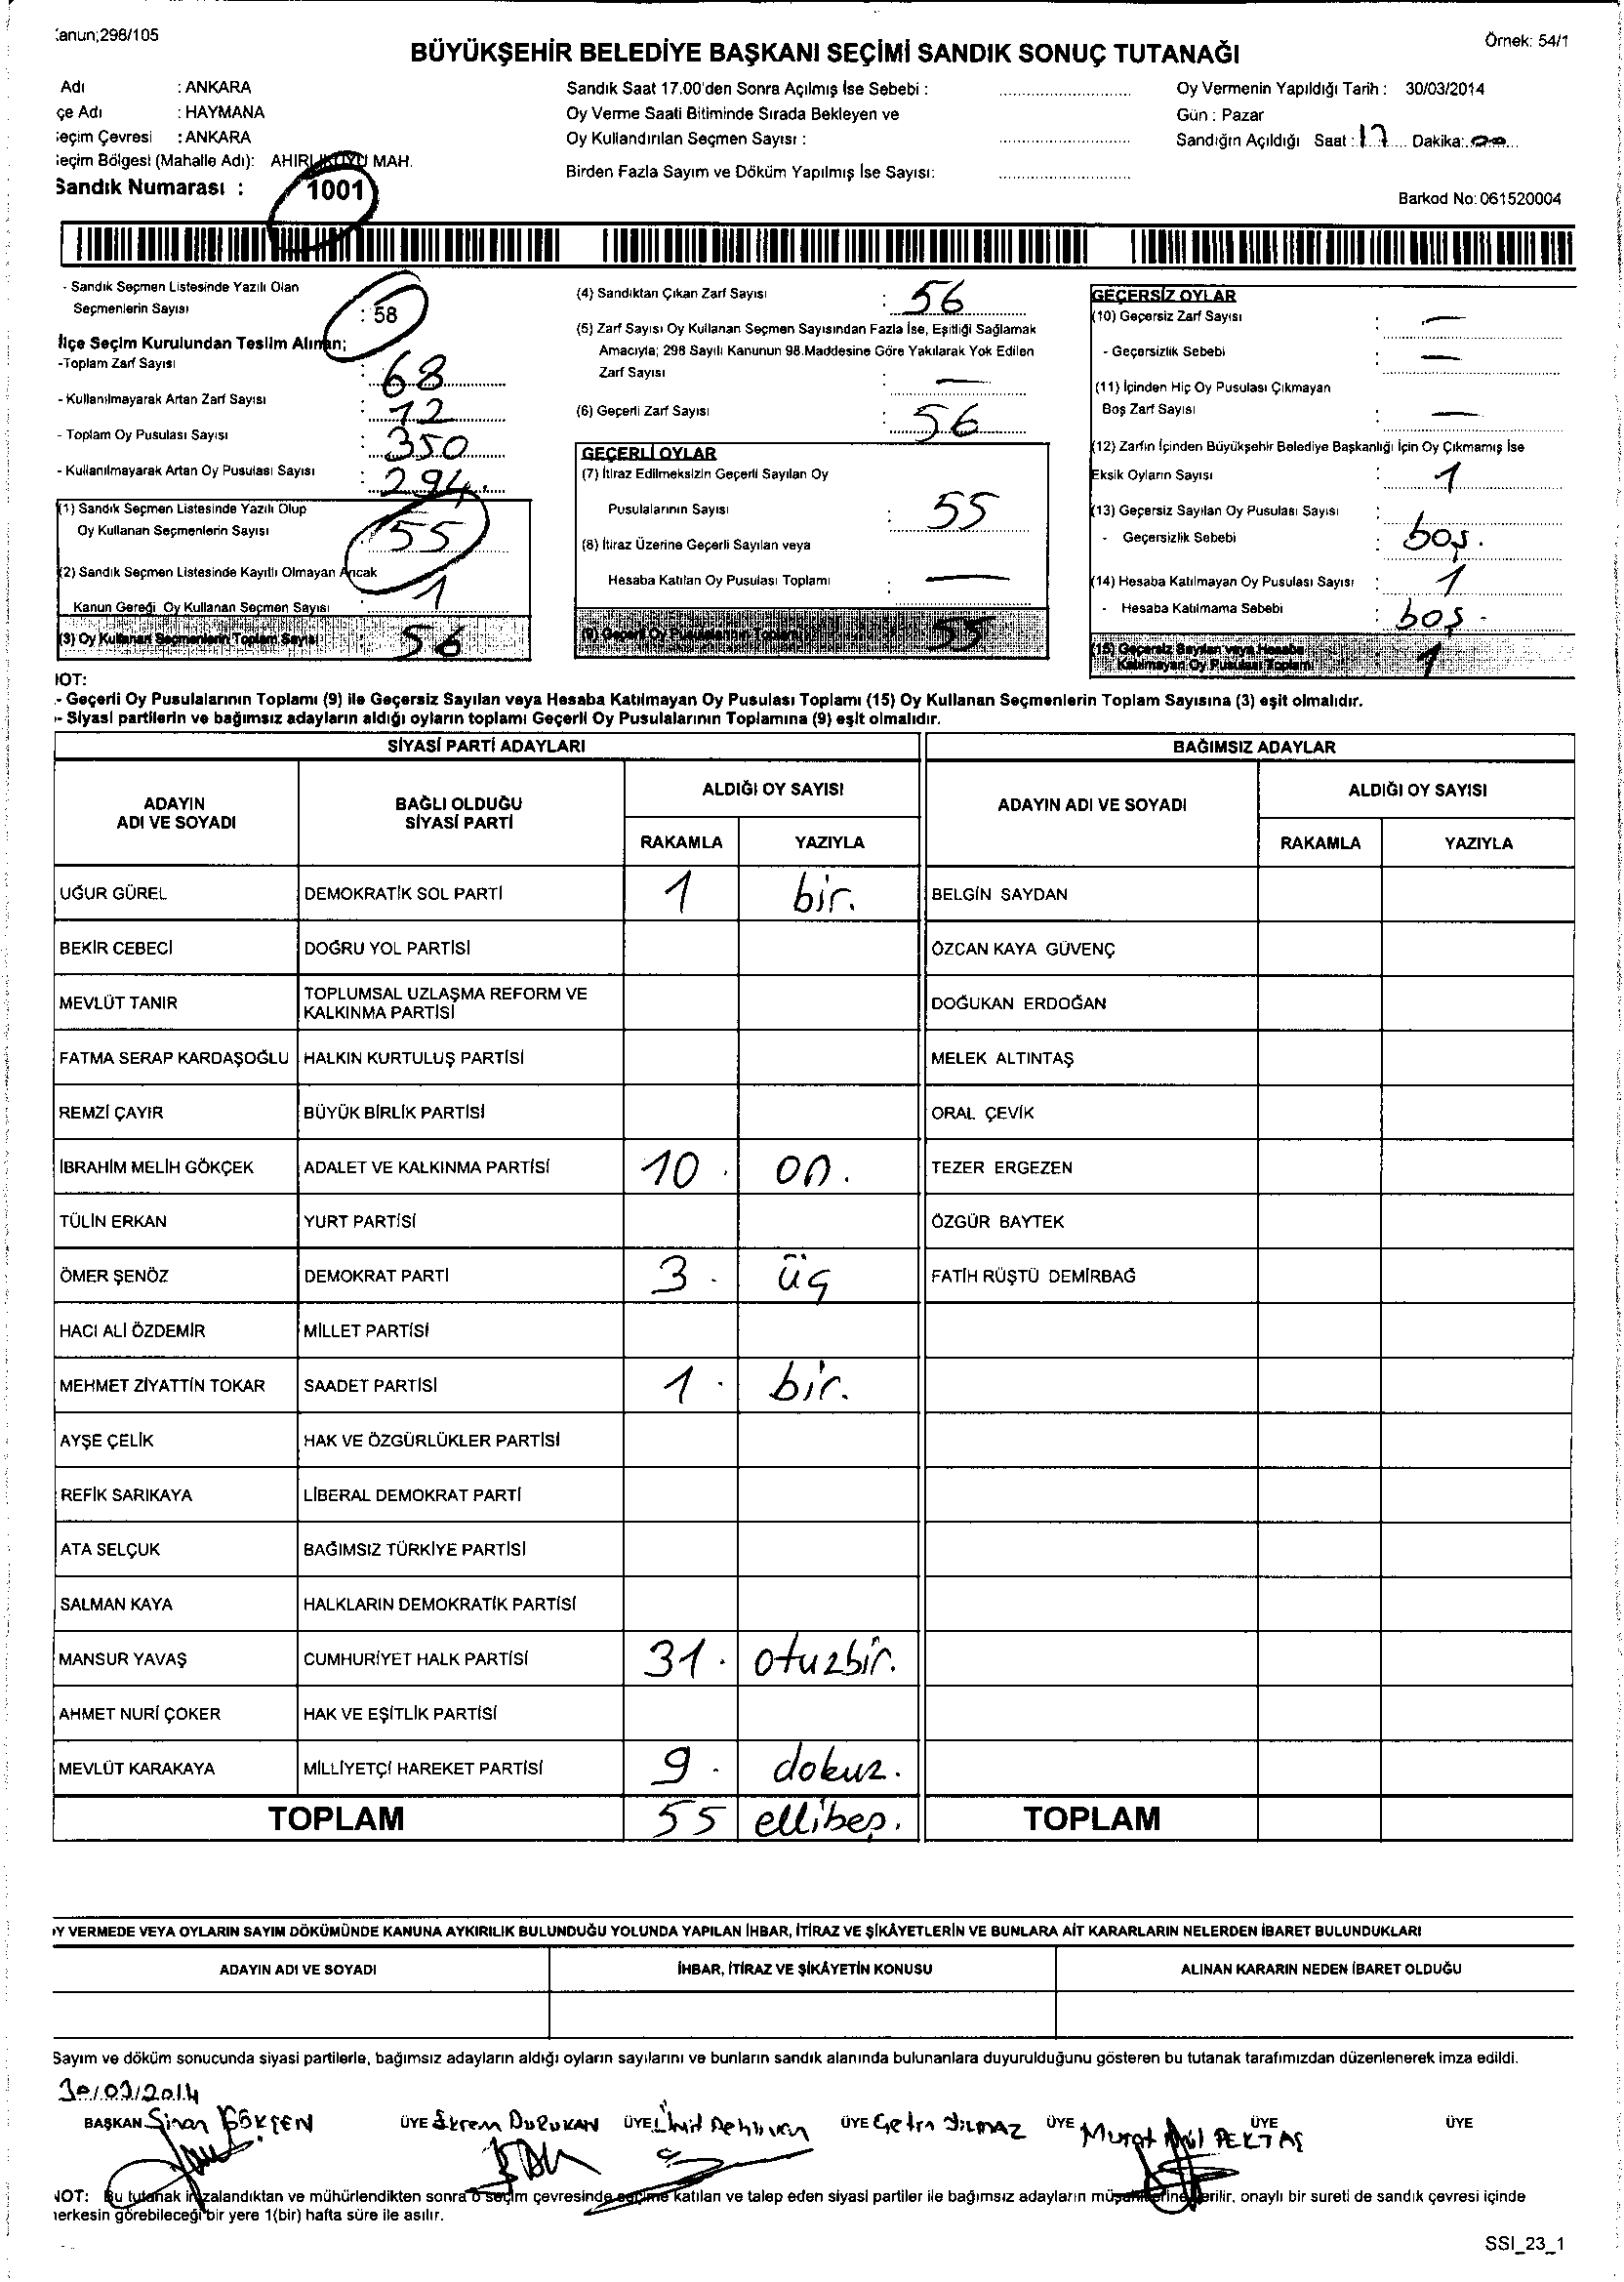 anun;298/105
Örnek: 54/1
BÜYÜKŞEHİR BELEDİYE BAŞKANI SEÇİMİ SANDIK SONUÇ TUTANAĞI
Adı : ANKARA
çe Adı : HAYMANA
eçim Çevresi : ANKARA
eçim Bölgesi (Mahalle Adı): AHIRLIKUYU MAH.
Sandık Numarası : 1001
Sandık Saat 17.00'den Sonra Açılmış İse Sebebi :
Oy Verme Saati Bitiminde Sırada Bekleyen ve
Oy Kullandırılan Seçmen Sayısı :
Birden Fazla Sayım ve Döküm Yapılmış İse Sayısı:
Oy Vermenin Yapıldığı Tarih : 30/03/2014
Gün : Pazar
Sandığın Açıldığı Saat : 17 Dakika: 00
Barkod No: 061520004
- Sandık Seçmen Listesinde Yazılı Olan
Seçmenlerin Sayısı : 58
İlçe Seçim Kurulundan Teslim Alınan;
-Toplam Zarf Sayısı : 68
- Kullanılmayarak Artan Zarf Sayısı : 12
- Toplam Oy Pusulası Sayısı : 350
- Kullanılmayarak Artan Oy Pusulası Sayısı : 294
(1) Sandık Seçmen Listesinde Yazılı Olup
Oy Kullanan Seçmenlerin Sayısı : 55
(2) Sandık Seçmen Listesinde Kayıtlı Olmayan Ancak
Kanun Gereği Oy Kullanan Seçmen Sayısı : 1
(3) Oy Kullanan Seçmenlerin Toplam Sayısı 56
(4) Sandıktan Çıkan Zarf Sayısı : 56
(5) Zarf Sayısı Oy Kullanan Seçmen Sayısından Fazla İse, Eşitliği Sağlamak
Amacıyla; 298 Sayılı Kanunun 98.Maddesine Göre Yakılarak Yok Edilen
Zarf Sayısı : —
(6) Geçerli Zarf Sayısı : 56
GEÇERLİ OYLAR
(7) İtiraz Edilmeksizin Geçerli Sayılan Oy
Pusulalarının Sayısı : 55
(8) İtiraz Üzerine Geçerli Sayılan veya
Hesaba Katılan Oy Pusulası Toplamı : —
(9) Geçerli Oy Pusulalarının Toplamı 55
GEÇERSİZ OYLAR
(10) Geçersiz Zarf Sayısı : —
- Geçersizlik Sebebi : —
(11) İçinden Hiç Oy Pusulası Çıkmayan
Boş Zarf Sayısı : —
(12) Zarfın İçinden Büyükşehir Belediye Başkanlığı İçin Oy Çıkmamış İse
Eksik Oyların Sayısı : 1
(13) Geçersiz Sayılan Oy Pusulası Sayısı :
- Geçersizlik Sebebi : boş.
(14) Hesaba Katılmayan Oy Pusulası Sayısı : 1
- Hesaba Katılmama Sebebi : boş -
(15) Geçersiz Sayılan veya Hesaba
Katılmayan Oy Pusulası Toplamı 1
NOT:
- Geçerli Oy Pusulalarının Toplamı (9) ile Geçersiz Sayılan veya Hesaba Katılmayan Oy Pusulası Toplamı (15) Oy Kullanan Seçmenlerin Toplam Sayısına (3) eşit olmalıdır.
- Siyasi partilerin ve bağımsız adayların aldığı oyların toplamı Geçerli Oy Pusulalarının Toplamına (9) eşit olmalıdır.
SİYASİ PARTİ ADAYLARI BAĞIMSIZ ADAYLAR
ADAYIN ADI VE SOYADI BAĞLI OLDUĞU SİYASİ PARTİ ALDIĞI OY SAYISI ADAYIN ADI VE SOYADI ALDIĞI OY SAYISI
RAKAMLA YAZIYLA RAKAMLA YAZIYLA
UĞUR GÜREL DEMOKRATİK SOL PARTİ 1 bir. BELGİN SAYDAN
BEKİR CEBECİ DOĞRU YOL PARTİSİ ÖZCAN KAYA GÜVENÇ
MEVLÜT TANIR TOPLUMSAL UZLAŞMA REFORM VE KALKINMA PARTİSİ DOĞUKAN ERDOĞAN
FATMA SERAP KARDAŞOĞLU HALKIN KURTULUŞ PARTİSİ MELEK ALTINTAŞ
REMZİ ÇAYIR BÜYÜK BİRLİK PARTİSİ ORAL ÇEVİK
İBRAHİM MELİH GÖKÇEK ADALET VE KALKINMA PARTİSİ 10 . on . TEZER ERGEZEN
TÜLİN ERKAN YURT PARTİSİ ÖZGÜR BAYTEK
ÖMER ŞENÖZ DEMOKRAT PARTİ 3 . üç FATİH RÜŞTÜ DEMİRBAĞ
HACI ALİ ÖZDEMİR MİLLET PARTİSİ
MEHMET ZİYATTİN TOKAR SAADET PARTİSİ 1 . bir.
AYŞE ÇELİK HAK VE ÖZGÜRLÜKLER PARTİSİ
REFİK SARIKAYA LİBERAL DEMOKRAT PARTİ
ATA SELÇUK BAĞIMSIZ TÜRKİYE PARTİSİ
SALMAN KAYA HALKLARIN DEMOKRATİK PARTİSİ
MANSUR YAVAŞ CUMHURİYET HALK PARTİSİ 31 . otuzbir.
AHMET NURİ ÇOKER HAK VE EŞİTLİK PARTİSİ
MEVLÜT KARAKAYA MİLLİYETÇİ HAREKET PARTİSİ 9 . dokuz .
TOPLAM 55 ellibeş. TOPLAM
Y VERMEDE VEYA OYLARIN SAYIM DÖKÜMÜNDE KANUNA AYKIRILIK BULUNDUĞU YOLUNDA YAPILAN İHBAR, İTİRAZ VE ŞİKÂYETLERİN VE BUNLARA AİT KARARLARIN NELERDEN İBARET BULUNDUKLARI
ADAYIN ADI VE SOYADI İHBAR, İTİRAZ VE ŞİKÂYETİN KONUSU ALINAN KARARIN NEDEN İBARET OLDUĞU
Sayım ve döküm sonucunda siyasi partilerle, bağımsız adayların aldığı oyların sayılarını ve bunların sandık alanında bulunanlara duyurulduğunu gösteren bu tutanak tarafımızdan düzenlenerek imza edildi.
30/03/2014
BAŞKAN Sinan GÖKÇEN ÜYE Ekrem DURUKAN ÜYE Ümit ÜYE Çetin YILMAZ ÜYE Murat PEKTAŞ ÜYE ÜYE
NOT: Bu tutanak imzalandıktan ve mühürlendikten sonra o seçim çevresinde seçime katılan ve talep eden siyasi partiler ile bağımsız adayların müşahitlerine verilir, onaylı bir sureti de sandık çevresi içinde
herkesin görebileceği bir yere 1(bir) hafta süre ile asılır.
SSI_23_1